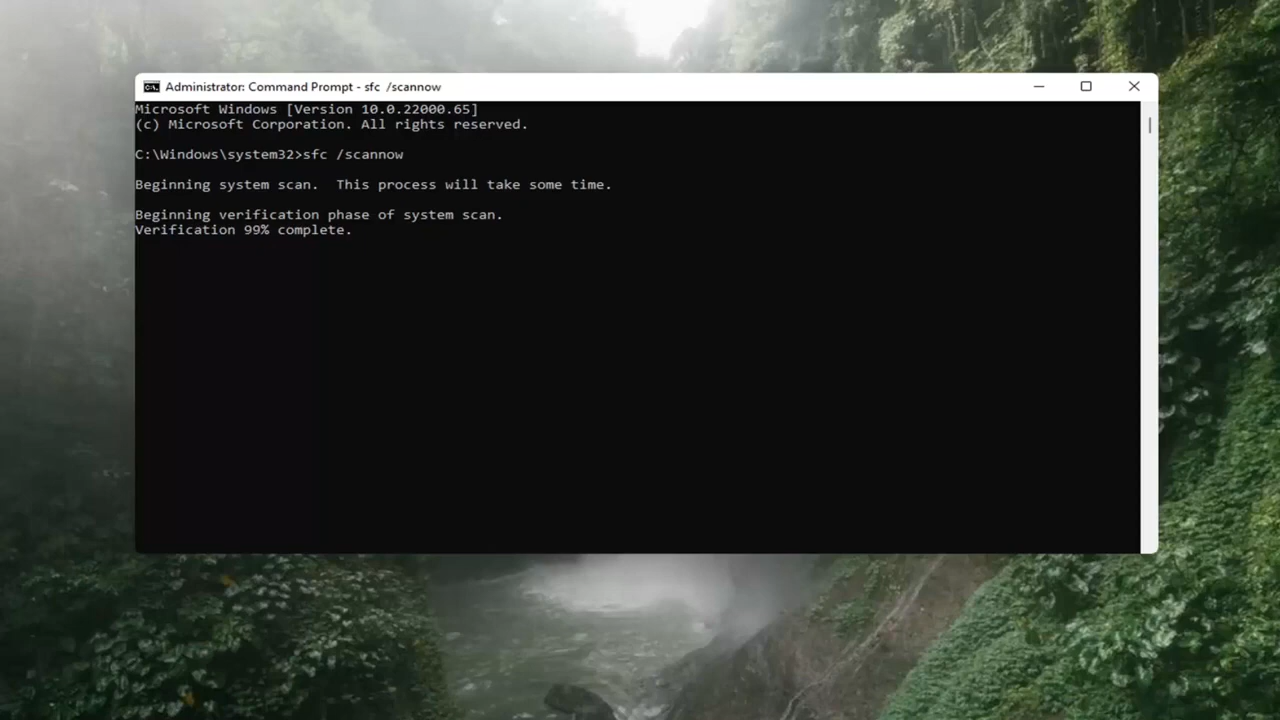 Administrator: Command Prompt - sfc /scannow
Microsoft Windows [Version 10.0.22000.65]
(c) Microsoft Corporation. All rights reserved.
C:\Windows\system32>sfc /scannow
Beginning system scan.  This process will take some time.
Beginning verification phase of system scan.
Verification 99% complete.